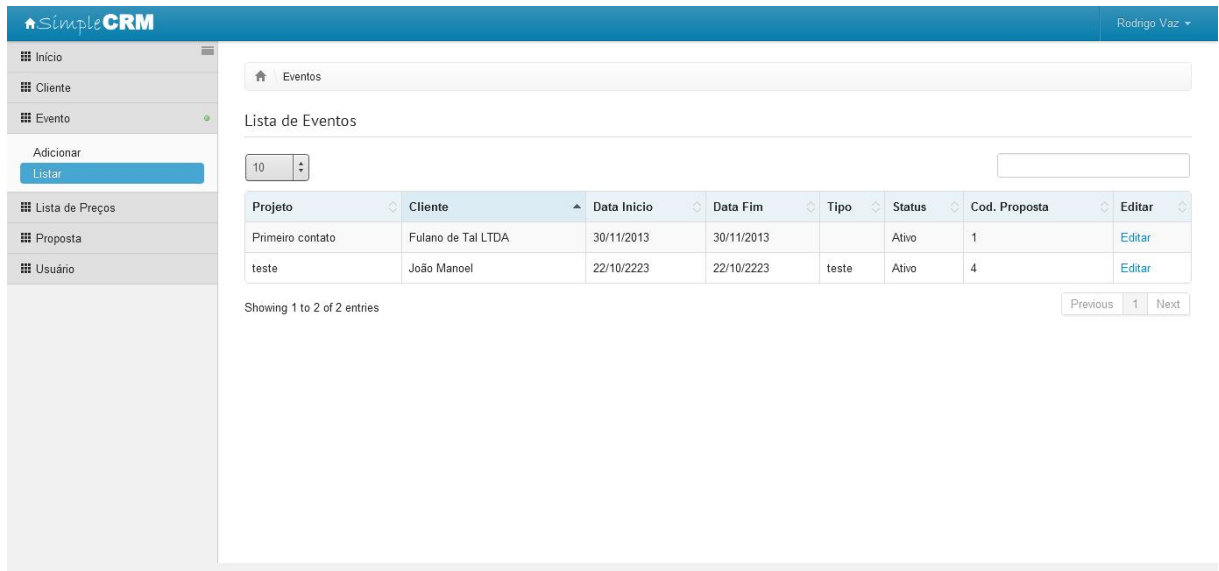 SimpleCRM
Rodrigo Vaz
Início
Cliente
Evento
Adicionar
Listar
Lista de Preços
Proposta
Usuário
Eventos
Lista de Eventos
10
Projeto Cliente Data Inicio Data Fim Tipo Status Cod. Proposta Editar
Primeiro contato Fulano de Tal LTDA 30/11/2013 30/11/2013 Ativo 1 Editar
teste João Manoel 22/10/2223 22/10/2223 teste Ativo 4 Editar
Showing 1 to 2 of 2 entries
Previous 1 Next